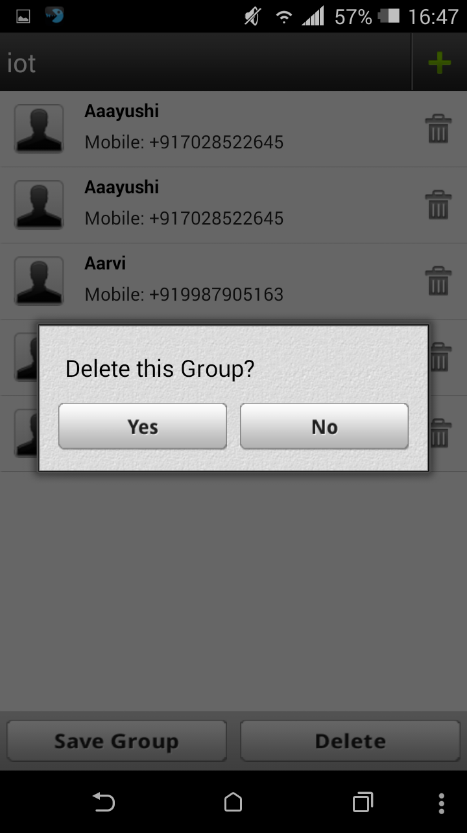 57% 16:47
iot
Aaayushi
Mobile: +917028522645
Aaayushi
Mobile: +917028522645
Aarvi
Mobile: +919987905163
Delete this Group?
Yes No
Save Group Delete